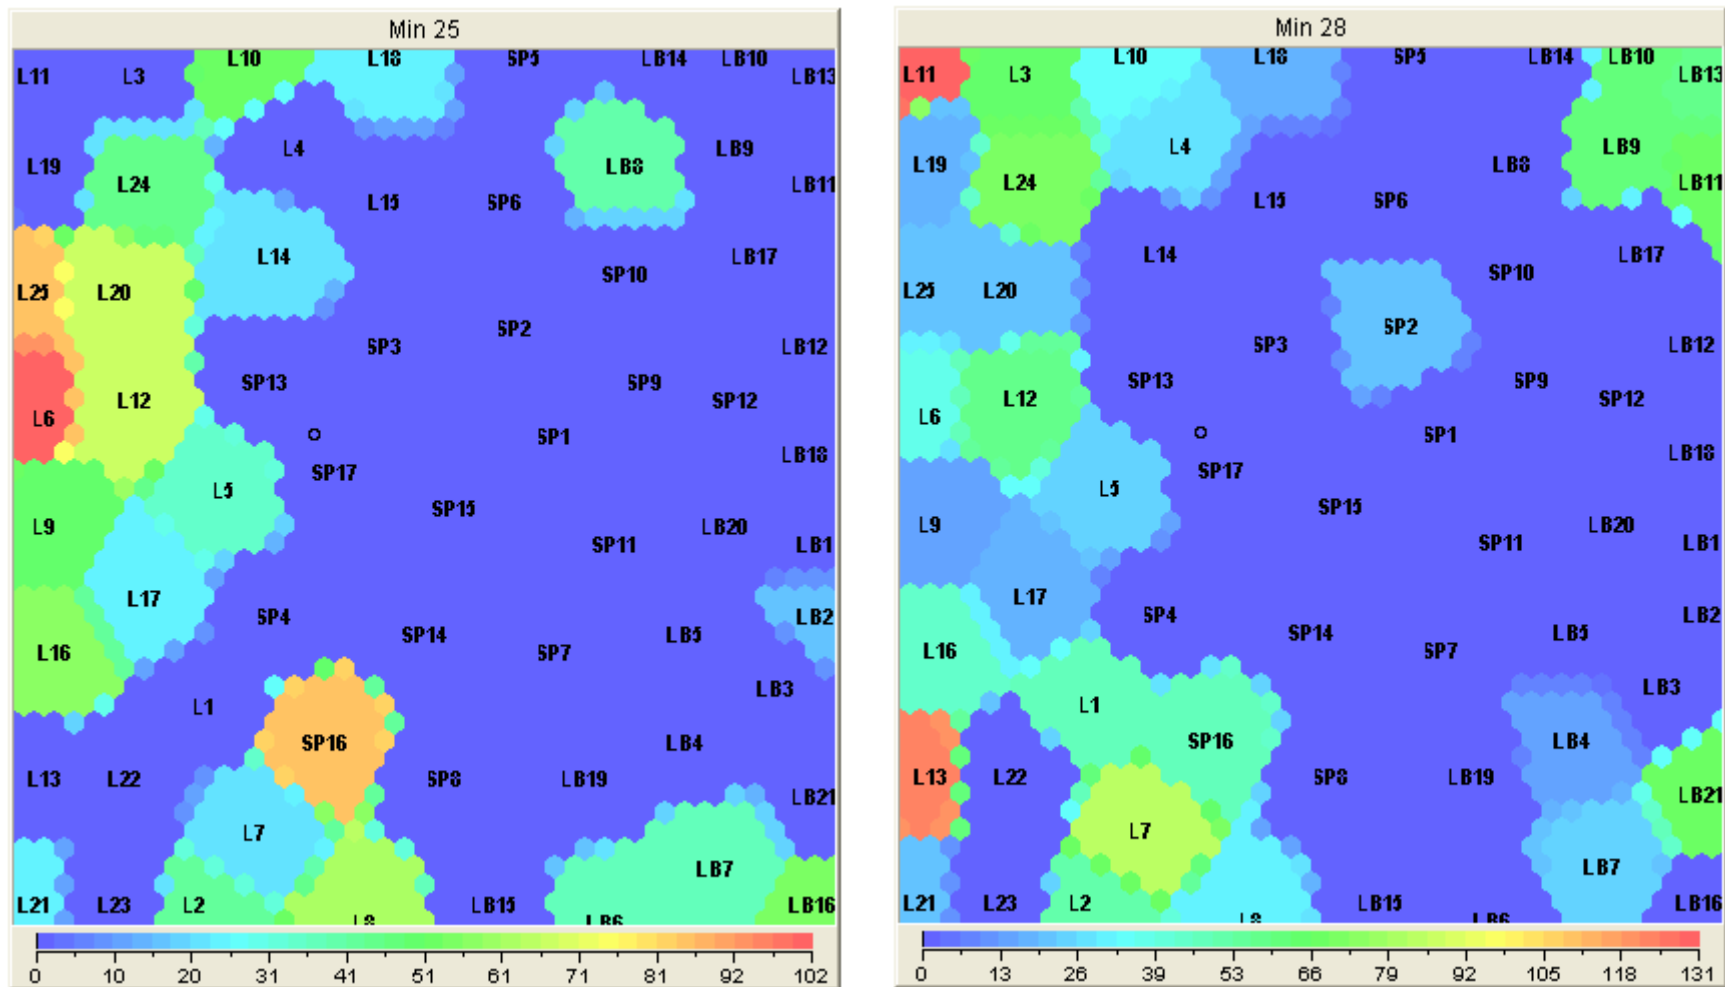 Min 25
L10 L18 SP5 LB14 LB10
L11 L3 LB13
L4 LB9
L19 L24 LB8 LB11
L15 SP6
L14 LB17
L25 L20 SP10
SP2
SP3 LB12
SP13 SP9
L6 L12 SP12
SP1
SP17 LB18
L5
L9 SP15 LB20
SP11 LB1
L17 LB2
SP4 SP14 LB5
L16 SP7
L1 LB3
SP16 LB4
L13 L22 SP8 LB19
LB21
L7
LB7
L21 L23 L2 LB15 LB16
L8 LB6
0 10 20 31 41 51 61 71 81 92 102
Min 28
L10 L18 SP5 LB14 LB10
L11 L3 LB13
L4 LB9
L19 L24 LB8 LB11
L15 SP6
L14 LB17
L25 L20 SP10
SP2
SP3 LB12
SP13 SP9
L6 L12 SP12
SP1
SP17 LB18
L5
L9 SP15 LB20
SP11 LB1
L17 LB2
SP4 SP14 LB5
L16 SP7
L1 LB3
SP16 LB4
L13 L22 SP8 LB19
LB21
L7
LB7
L21 L23 L2 LB15 LB16
L8 LB6
0 13 26 39 53 66 79 92 105 118 131